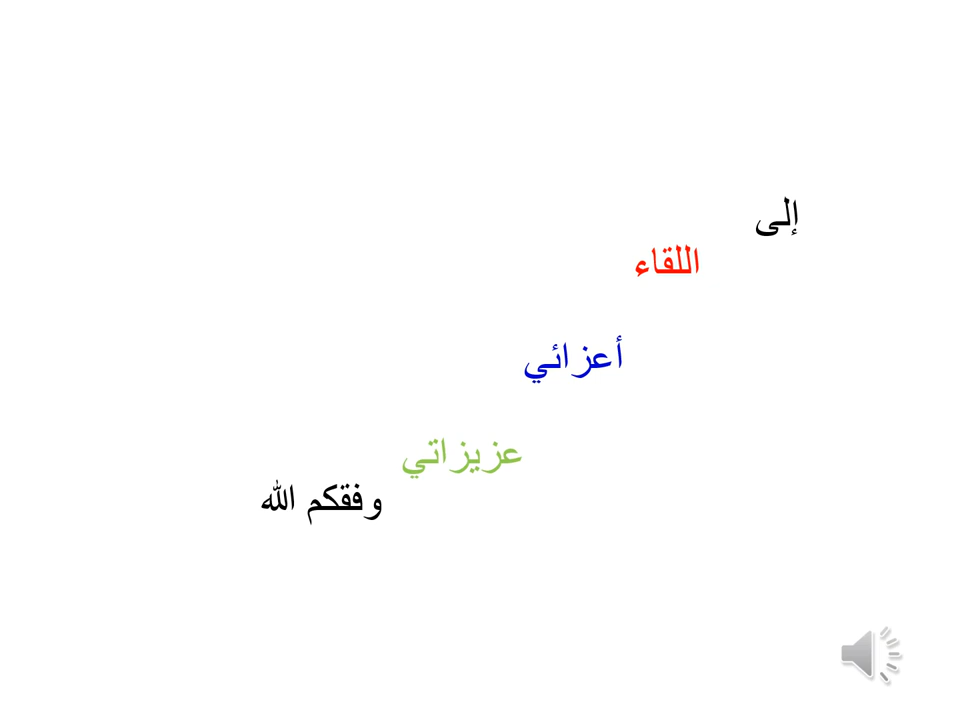 إلى
اللقاء
أعزائي
عزيزاتي
وفقكم الله